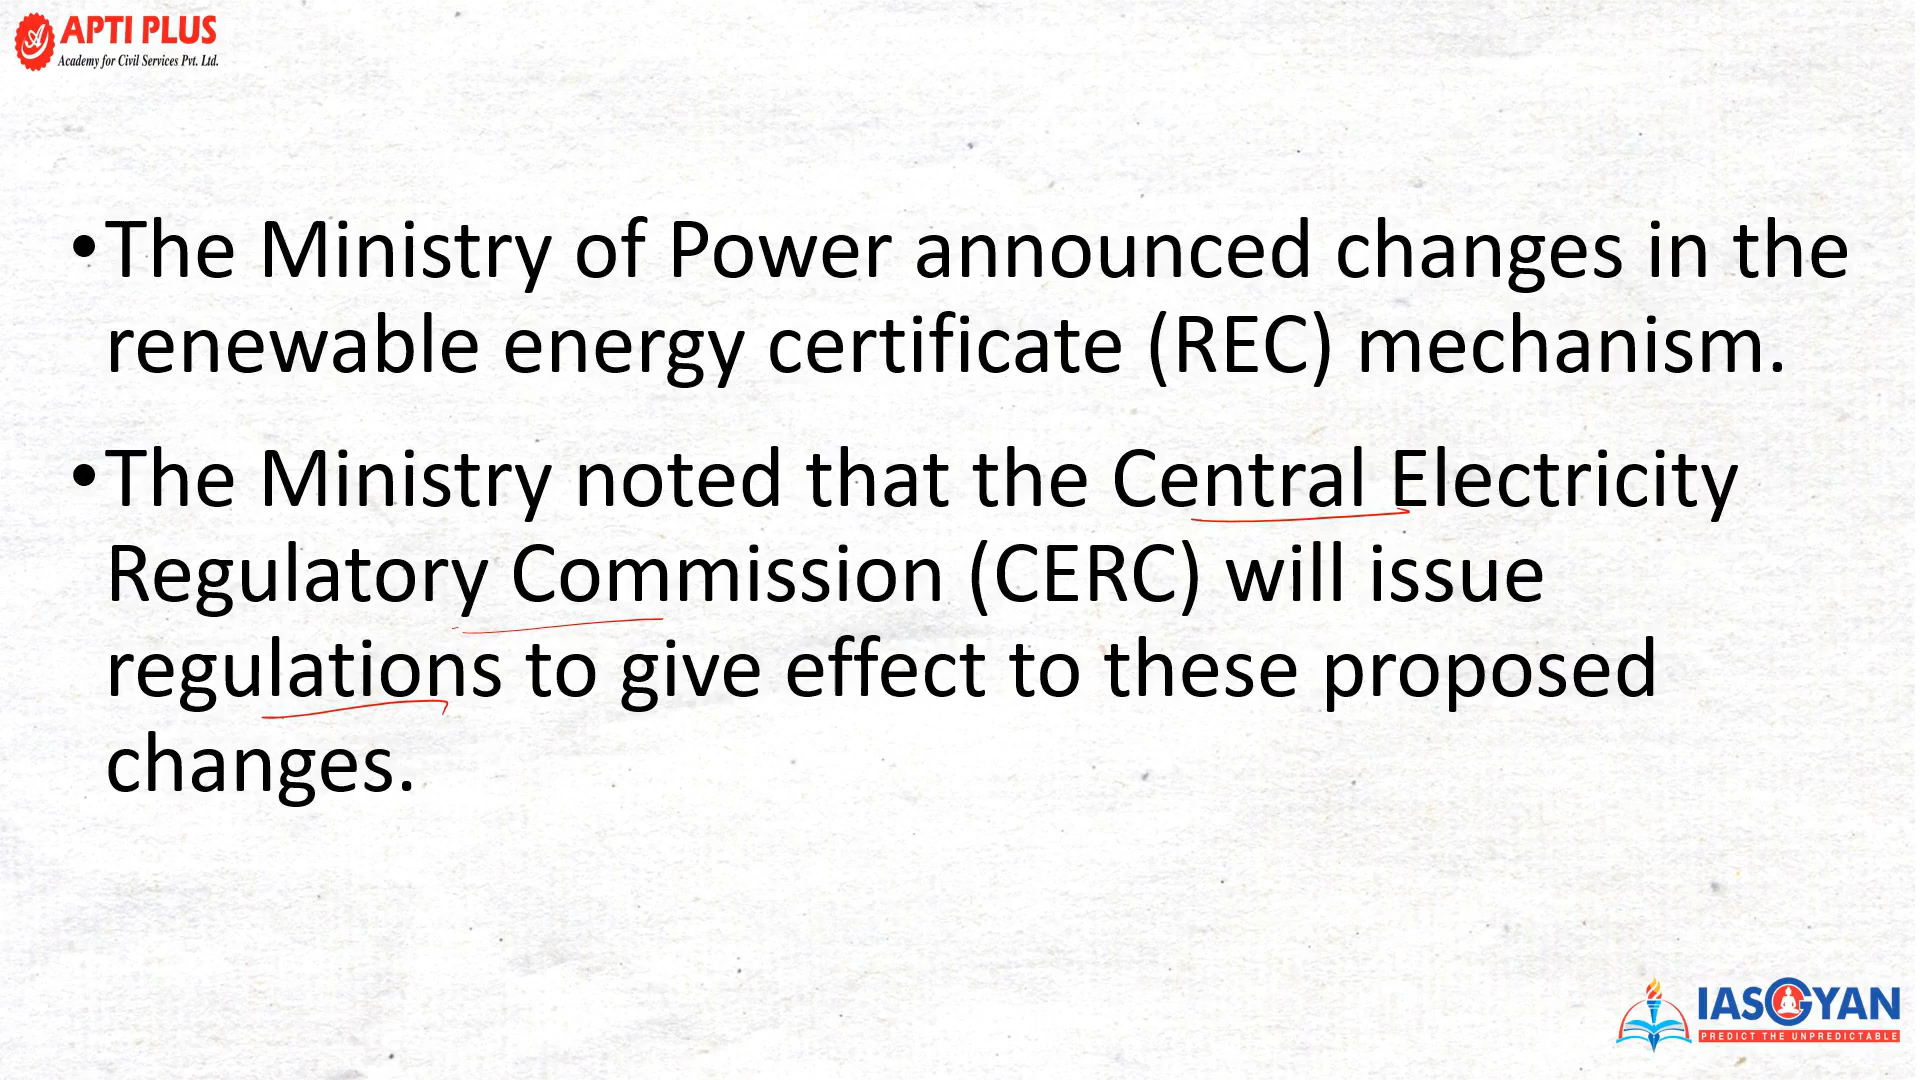 APTI PLUS
Academy for Civil Services Pvt. Ltd.
•The Ministry of Power announced changes in the
renewable energy certificate (REC) mechanism.
•The Ministry noted that the Central Electricity
Regulatory Commission (CERC) will issue
regulations to give effect to these proposed
changes.
IASGYAN
PREDICT THE UNPREDICTABLE